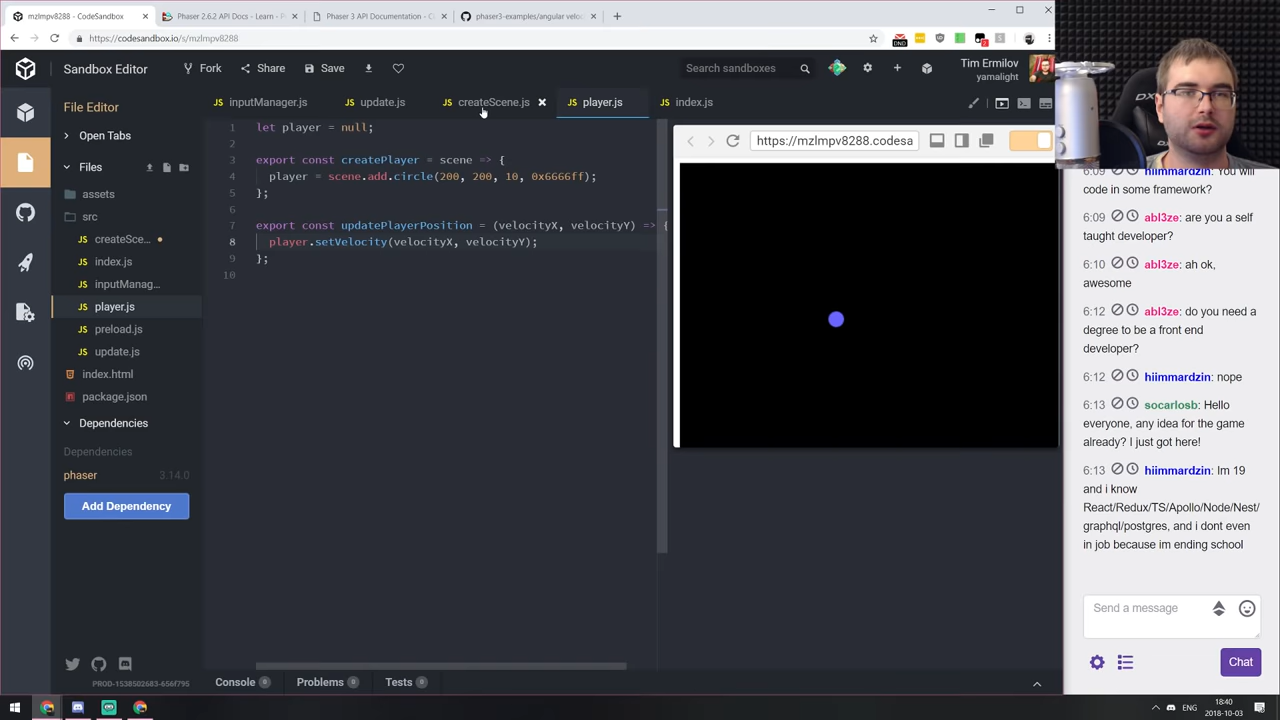 mzlmpv8288 - CodeSandbox
Phaser 2.6.2 API Docs - Learn - P
Phaser 3 API Documentation - C
phaser3-examples/angular velo
https://codesandbox.io/s/mzlmpv8288
Sandbox Editor
Fork
Share
Search sandboxes
Tim Ermilov
yamalight
File Editor
inputManager.js
update.js
createScene.js
player.js
index.js
Open Tabs
Files
assets
src
createSce...
index.js
inputManag...
player.js
preload.js
update.js
index.html
package.json
Dependencies
Dependencies
phaser 3.14.0
Add Dependency
PROD-1538502683-656f795
1 let player = null;
2
3 export const createPlayer = scene => {
4 player = scene.add.circle(200, 200, 10, 0x6666ff);
5 };
6
7 export const updatePlayerPosition = (velocityX, velocityY) => {
8 player.setVelocity(velocityX, velocityY);
9 };
10
https://mzlmpv8288.codesa
Console 0
Problems 0
Tests 0
6:09 hiimmardzin: You will
code in some framework?
6:09 abl3ze: are you a self
taught developer?
6:10 abl3ze: ah ok,
awesome
6:12 abl3ze: do you need a
degree to be a front end
developer?
6:12 hiimmardzin: nope
6:13 socarlosb: Hello
everyone, any idea for the game
already? I just got here!
6:13 hiimmardzin: Im 19
and i know
React/Redux/TS/Apollo/Node/Nest/
graphql/postgres, and i dont even
in job because im ending school
Send a message
Chat
ENG
18:40
2018-10-03